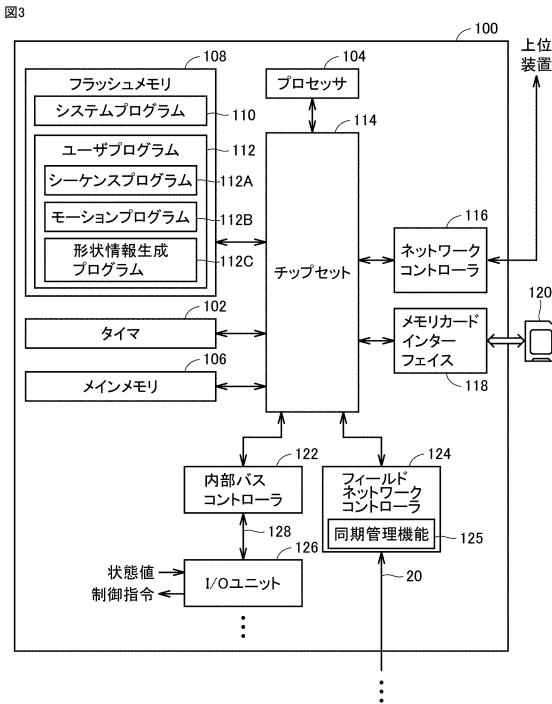 図3
100
上位
装置
108
フラッシュメモリ
システムプログラム
110
ユーザプログラム
112
シーケンスプログラム
112A
モーションプログラム
112B
形状情報生成
プログラム
112C
104
プロセッサ
114
チップセット
116
ネットワーク
コントローラ
120
メモリカード
インター
フェイス
118
102
タイマ
106
メインメモリ
122
内部バス
コントローラ
124
フィールド
ネットワーク
コントローラ
同期管理機能
125
128
126
状態値
制御指令
I/Oユニット
20